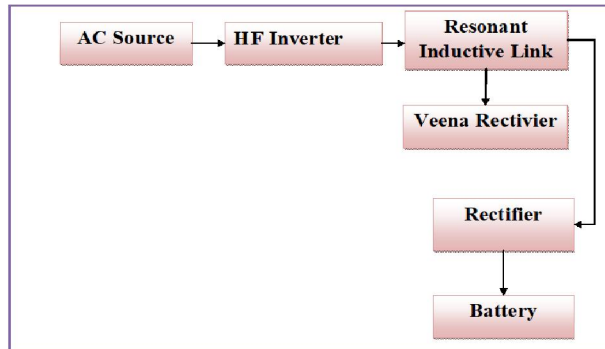 AC Source
HF Inverter
Resonant
Inductive Link
Veena Rectivier
Rectifier
Battery